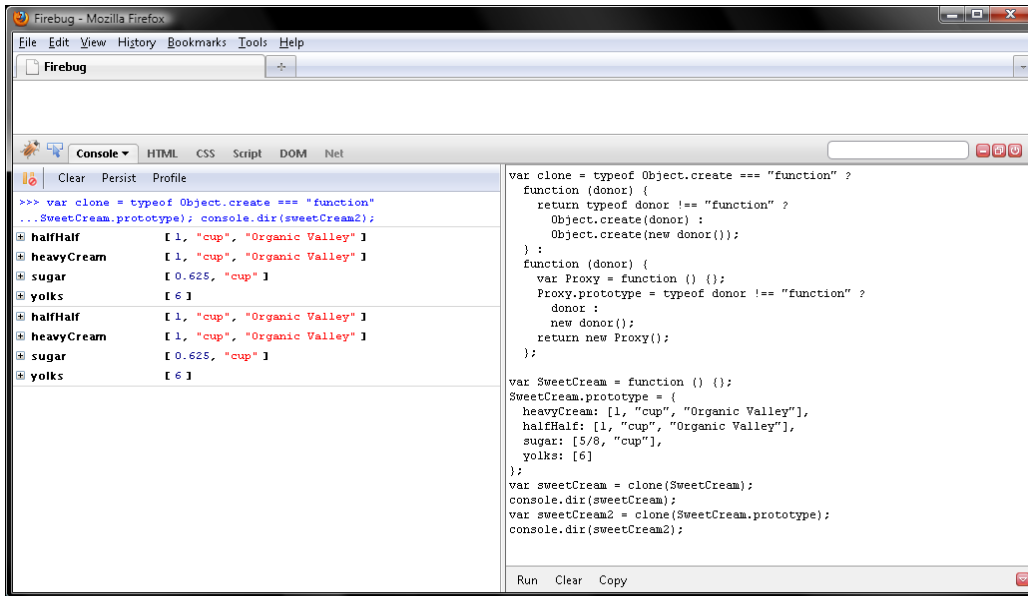 Firebug - Mozilla Firefox
File Edit View History Bookmarks Tools Help
Firebug
Console HTML CSS Script DOM Net
Clear Persist Profile
>>> var clone = typeof Object.create === "function"
...SweetCream.prototype); console.dir(sweetCream2);
halfHalf [ 1, "cup", "Organic Valley" ]
heavyCream [ 1, "cup", "Organic Valley" ]
sugar [ 0.625, "cup" ]
yolks [ 6 ]
halfHalf [ 1, "cup", "Organic Valley" ]
heavyCream [ 1, "cup", "Organic Valley" ]
sugar [ 0.625, "cup" ]
yolks [ 6 ]
var clone = typeof Object.create === "function" ?
  function (donor) {
    return typeof donor !== "function" ?
      Object.create(donor) :
      Object.create(new donor());
  } :
  function (donor) {
    var Proxy = function () {};
    Proxy.prototype = typeof donor !== "function" ?
      donor :
      new donor();
    return new Proxy();
  };
var SweetCream = function () {};
SweetCream.prototype = {
  heavyCream: [1, "cup", "Organic Valley"],
  halfHalf: [1, "cup", "Organic Valley"],
  sugar: [5/8, "cup"],
  yolks: [6]
};
var sweetCream = clone(SweetCream);
console.dir(sweetCream);
var sweetCream2 = clone(SweetCream.prototype);
console.dir(sweetCream2);
Run Clear Copy